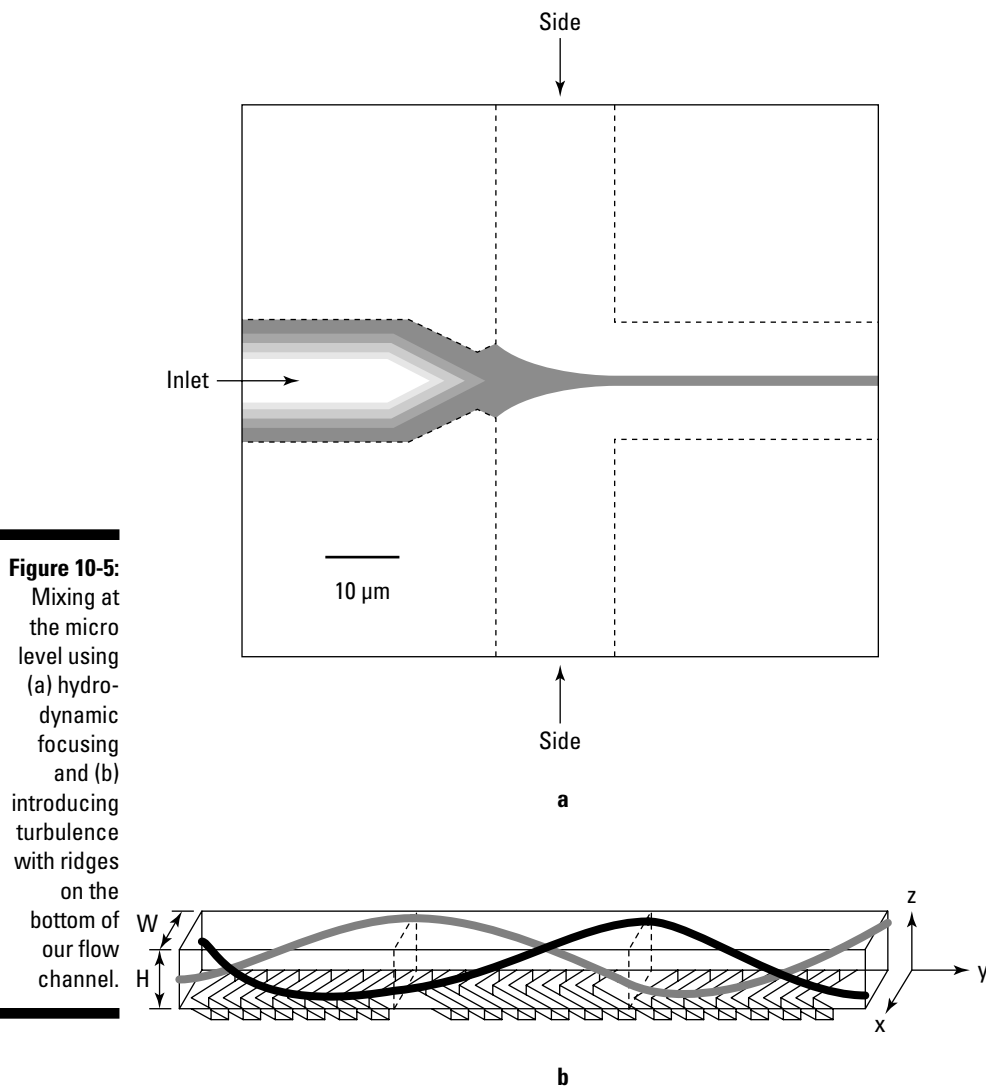 Side
Inlet
10 µm
Side
a
Figure 10-5:
Mixing at
the micro
level using
(a) hydro-
dynamic
focusing
and (b)
introducing
turbulence
with ridges
on the
bottom of
our flow
channel.
W
H
z
y
x
b